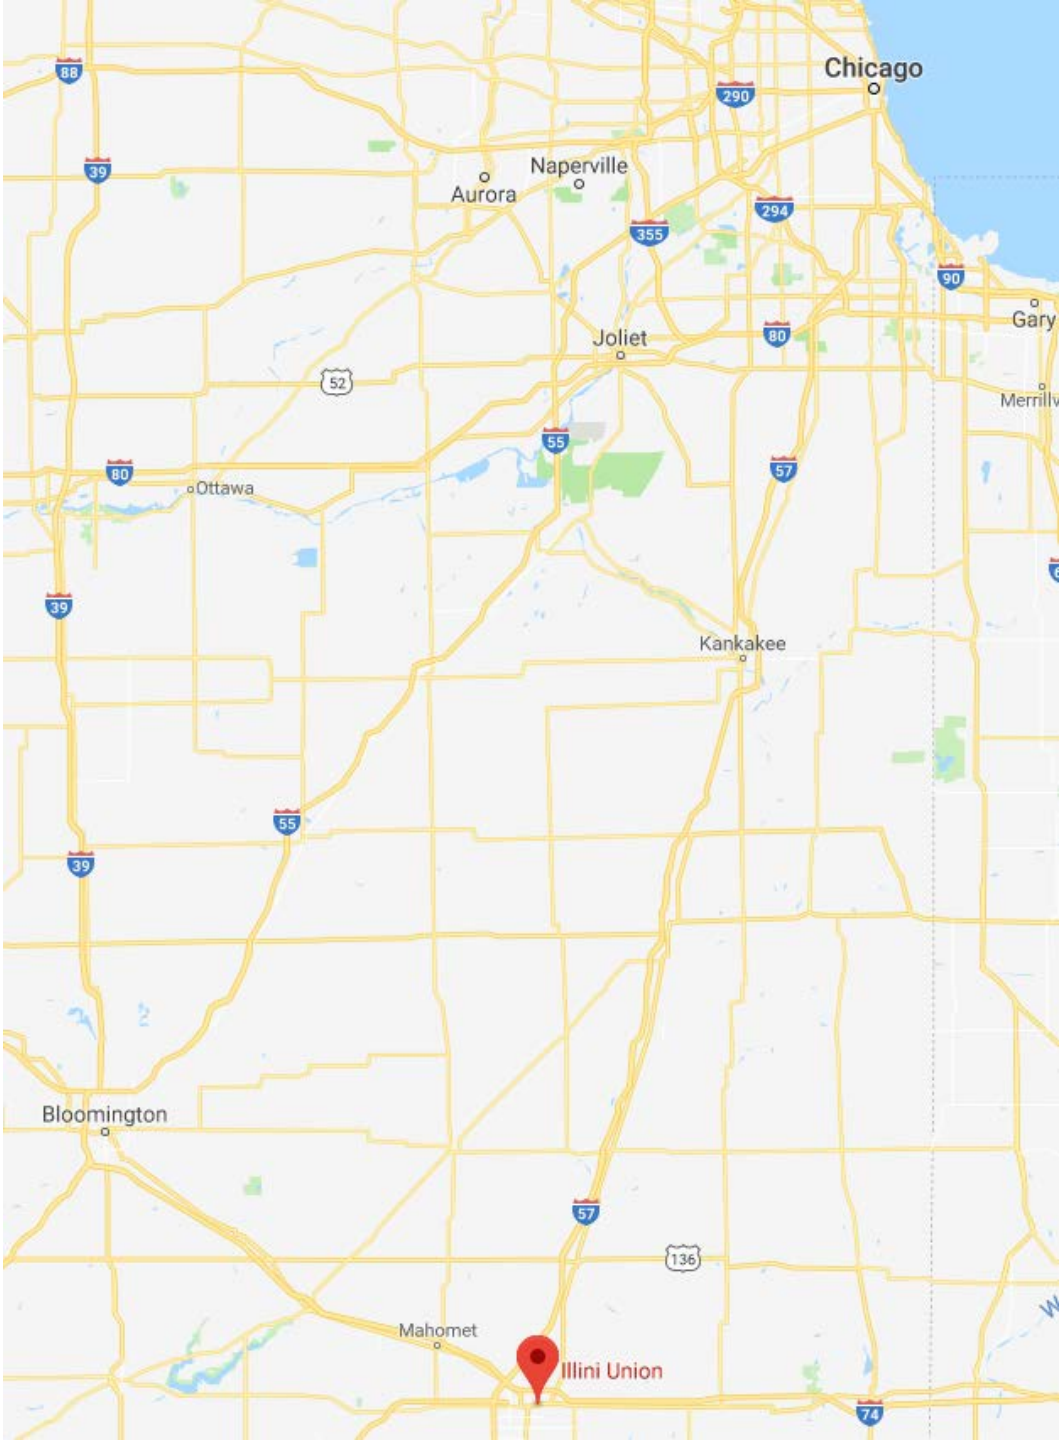 Chicago
88
290
39
Naperville
Aurora
294
355
90
Gary
Joliet
80
52
Merrillv
55
57
80
Ottawa
6
39
Kankakee
55
39
Bloomington
57
136
W
Mahomet
Illini Union
74